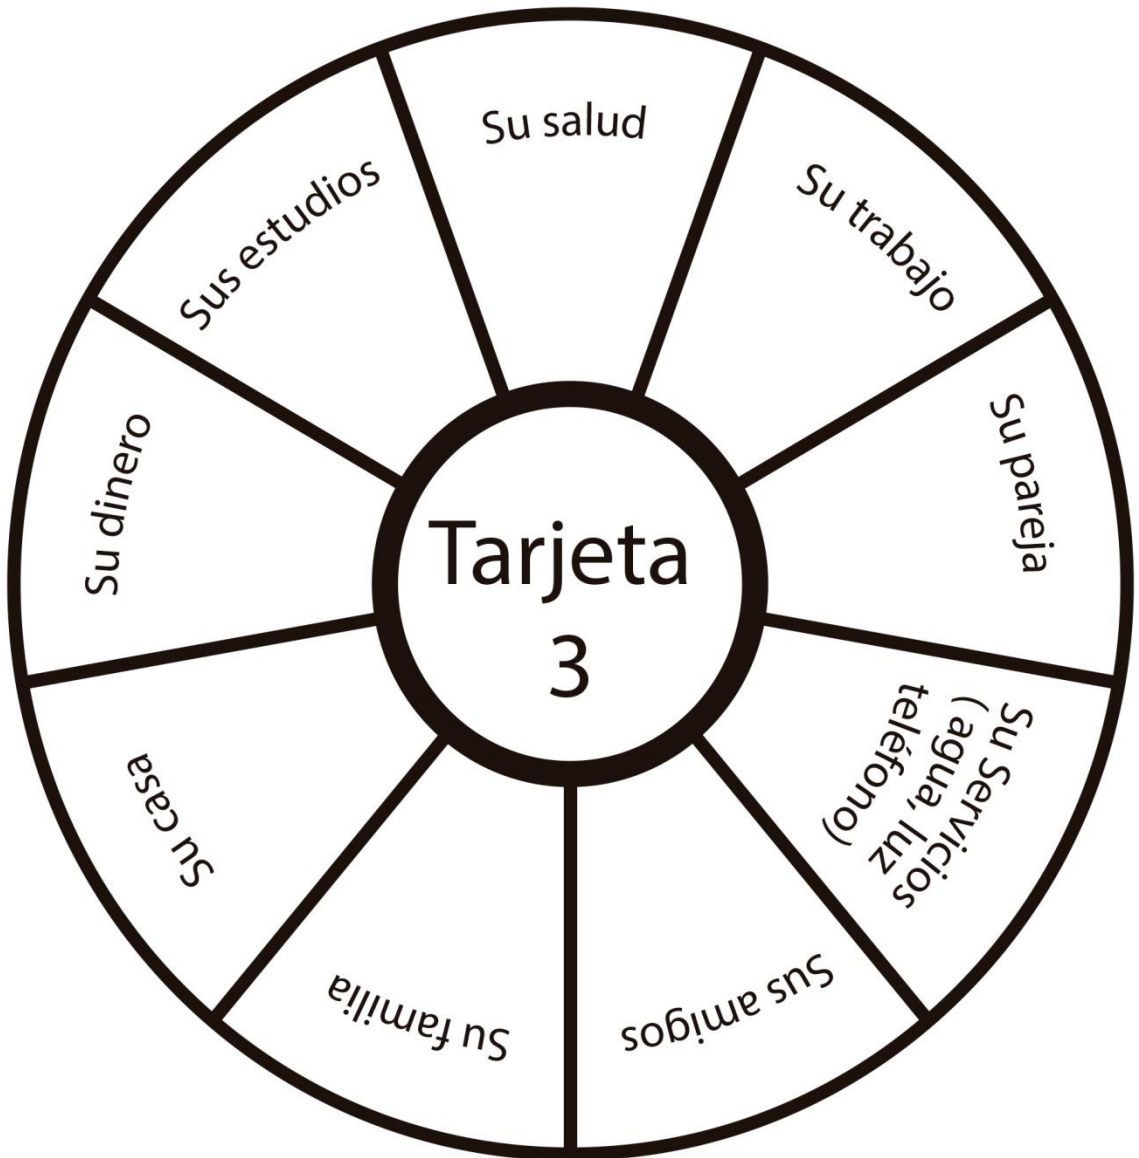 Su salud
Su trabajo
Su pareja
Su Servicios
( agua, luz
teléfono)
Sus amigos
Su familia
Su casa
Su dinero
Sus estudios
Tarjeta
3